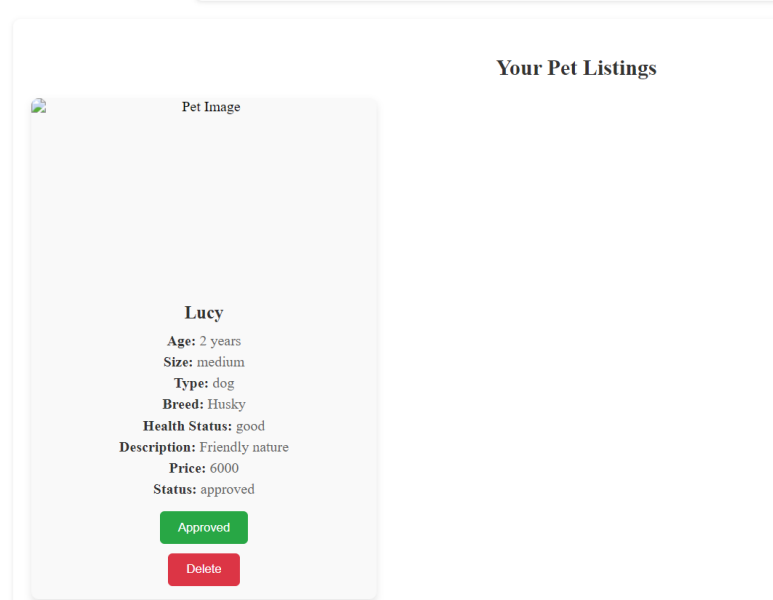 Your Pet Listings
Pet Image
Lucy
Age: 2 years
Size: medium
Type: dog
Breed: Husky
Health Status: good
Description: Friendly nature
Price: 6000
Status: approved
Approved
Delete